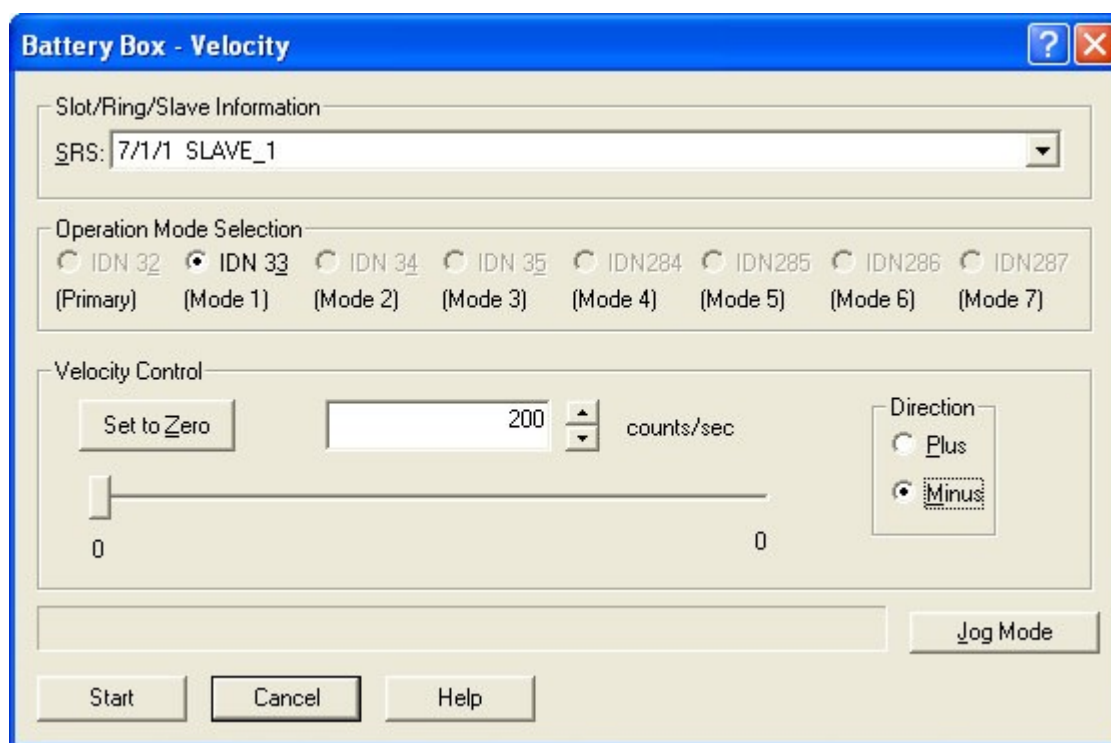 Battery Box - Velocity
Slot/Ring/Slave Information
SRS: 7/1/1 SLAVE_1
Operation Mode Selection
IDN 32 IDN 33 IDN 34 IDN 35 IDN284 IDN285 IDN286 IDN287
(Primary) (Mode 1) (Mode 2) (Mode 3) (Mode 4) (Mode 5) (Mode 6) (Mode 7)
Velocity Control
Set to Zero 200 counts/sec
Direction
Plus
Minus
0 0
Jog Mode
Start Cancel Help